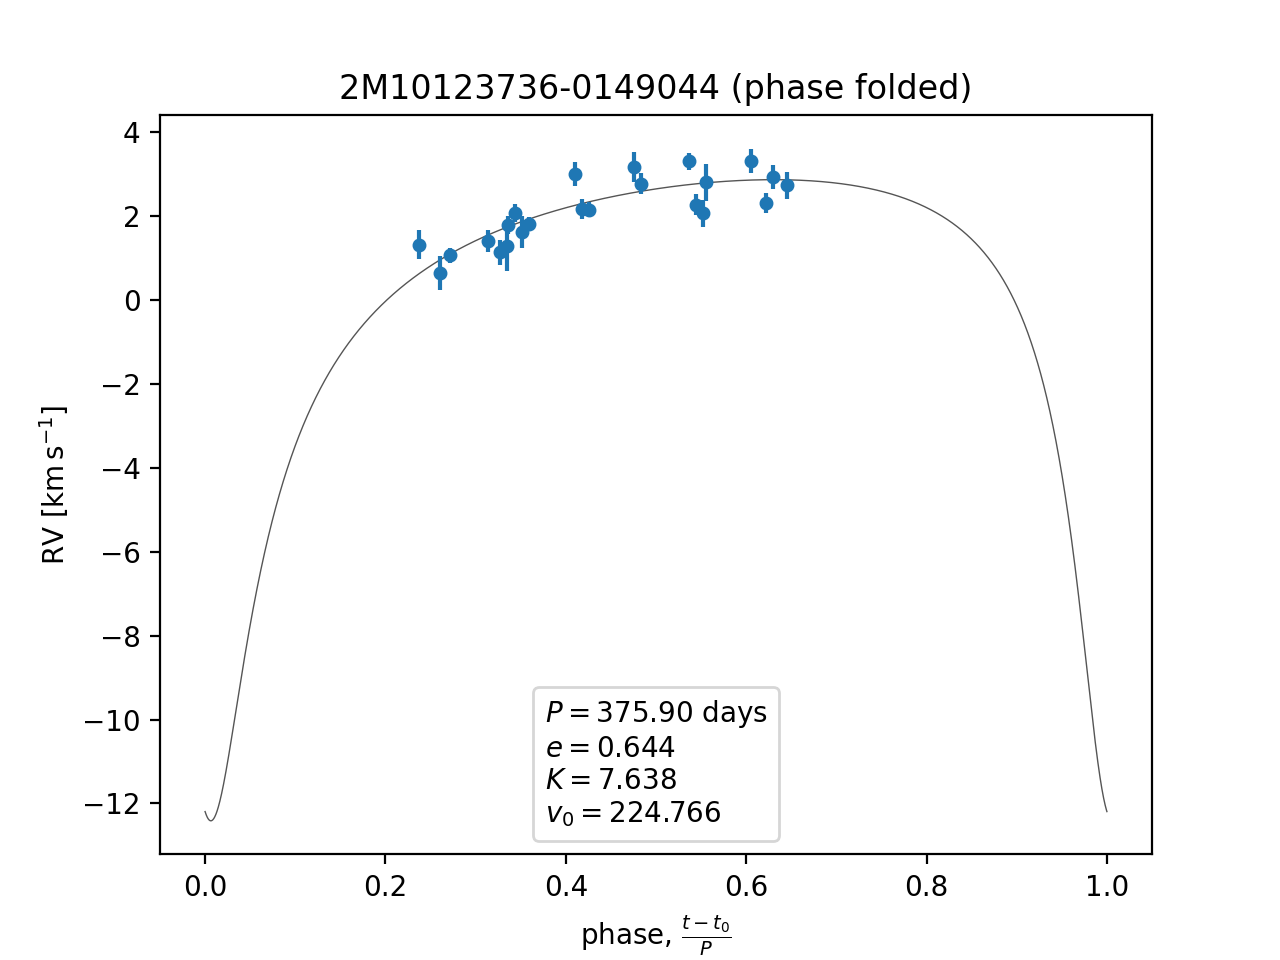 2M10123736-0149044 (phase folded)
4
2
0
−2
−4
−6
−8
−10
−12
RV [km s⁻¹]
P = 375.90 days
e = 0.644
K = 7.638
v₀ = 224.766
0.0 0.2 0.4 0.6 0.8 1.0
phase, (t − t₀)/P